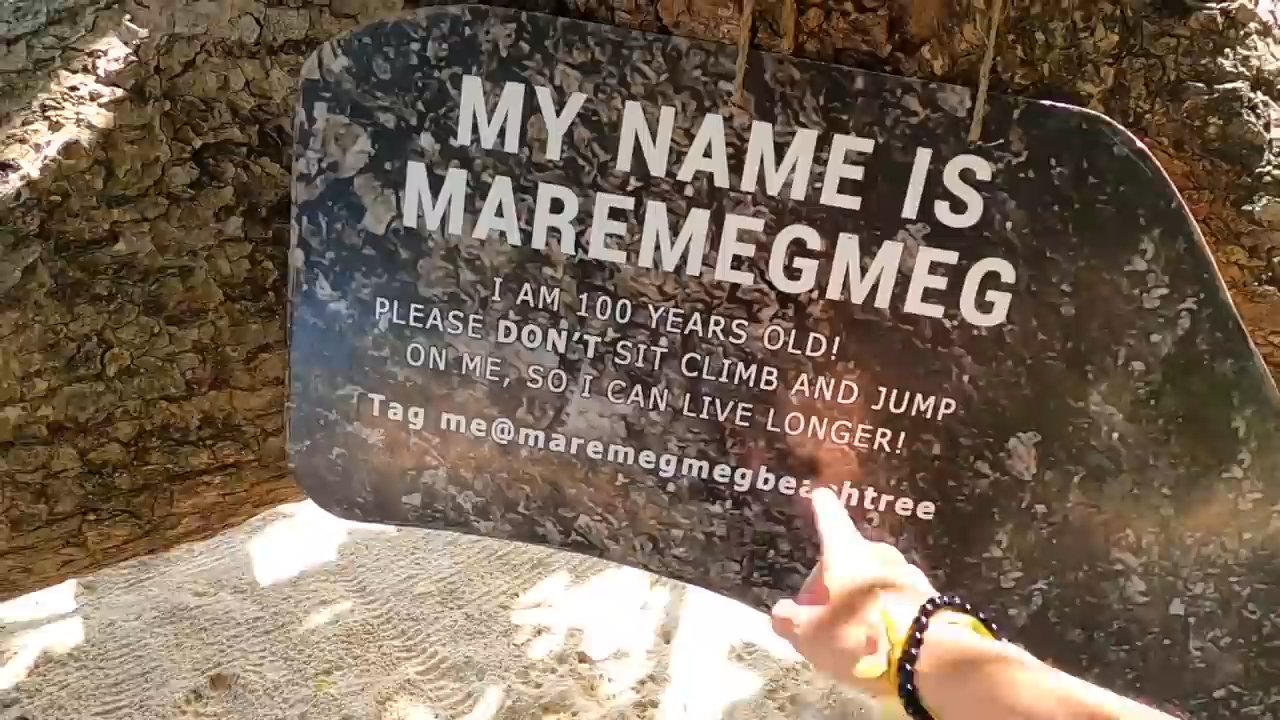 MY NAME IS
MAREMEGMEG
I AM 100 YEARS OLD!
PLEASE DON'T SIT CLIMB AND JUMP
ON ME, SO I CAN LIVE LONGER!
Tag me@maremegmegbeachtree